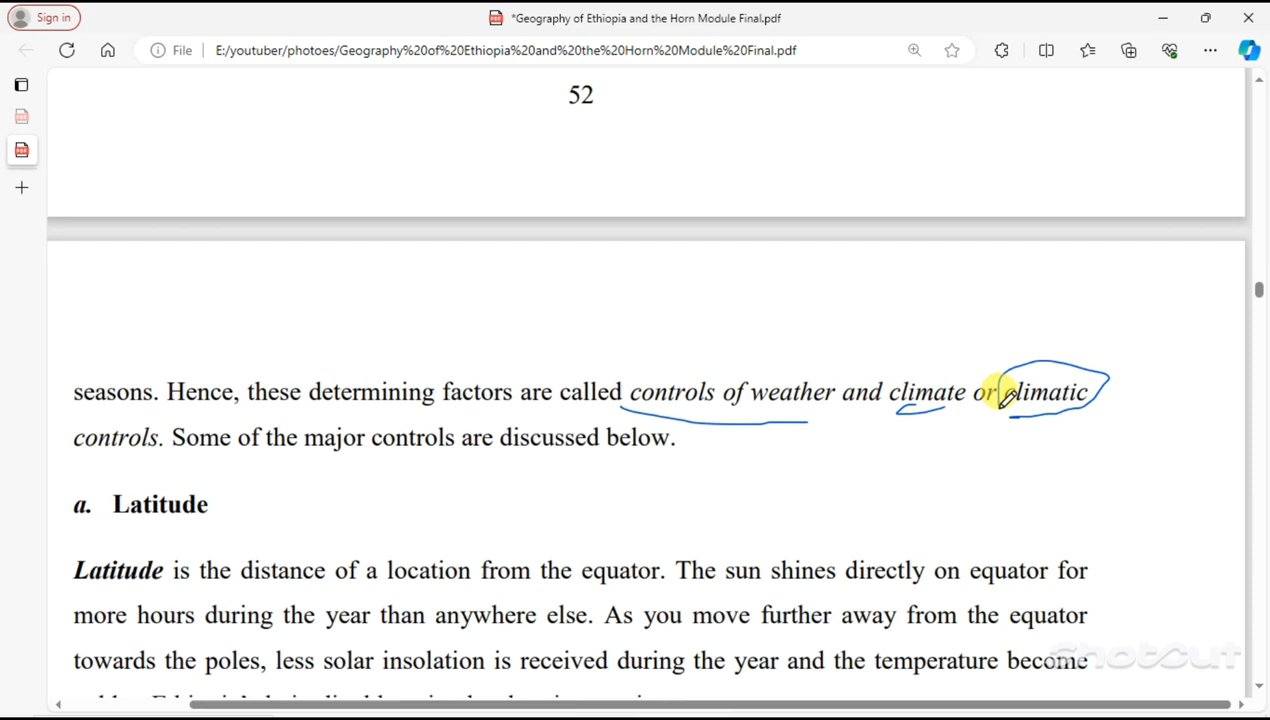 Sign in
*Geography of Ethiopia and the Horn Module Final.pdf
File
E:/youtuber/photoes/Geography%20of%20Ethiopia%20and%20the%20Horn%20Module%20Final.pdf
52
seasons. Hence, these determining factors are called controls of weather and climate or climatic
controls. Some of the major controls are discussed below.
a. Latitude
Latitude is the distance of a location from the equator. The sun shines directly on equator for
more hours during the year than anywhere else. As you move further away from the equator
towards the poles, less solar insolation is received during the year and the temperature become
Shotcut